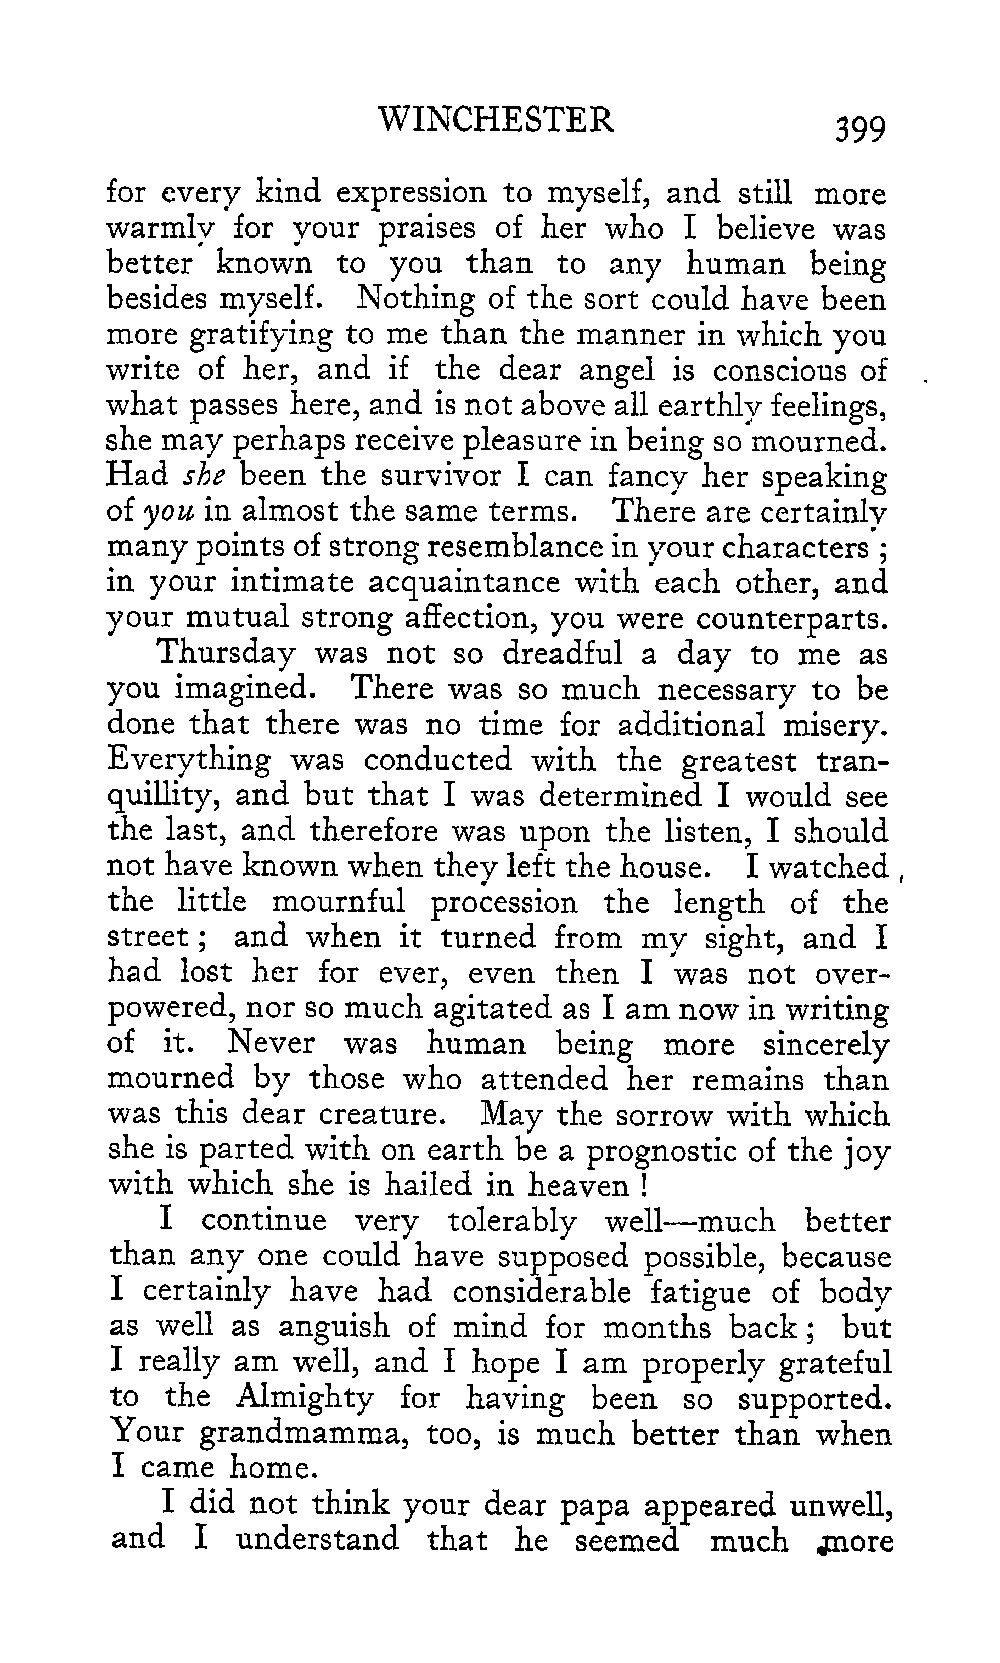 WINCHESTER 399
for every kind expression to myself, and still more
warmly for your praises of her who I believe was
better known to you than to any human being
besides myself. Nothing of the sort could have been
more gratifying to me than the manner in which you
write of her, and if the dear angel is conscious of
what passes here, and is not above all earthly feelings,
she may perhaps receive pleasure in being so mourned.
Had she been the survivor I can fancy her speaking
of you in almost the same terms. There are certainly
many points of strong resemblance in your characters ;
in your intimate acquaintance with each other, and
your mutual strong affection, you were counterparts.
Thursday was not so dreadful a day to me as
you imagined. There was so much necessary to be
done that there was no time for additional misery.
Everything was conducted with the greatest tran-
quillity, and but that I was determined I would see
the last, and therefore was upon the listen, I should
not have known when they left the house. I watched
the little mournful procession the length of the
street ; and when it turned from my sight, and I
had lost her for ever, even then I was not over-
powered, nor so much agitated as I am now in writing
of it. Never was human being more sincerely
mourned by those who attended her remains than
was this dear creature. May the sorrow with which
she is parted with on earth be a prognostic of the joy
with which she is hailed in heaven !
I continue very tolerably well—much better
than any one could have supposed possible, because
I certainly have had considerable fatigue of body
as well as anguish of mind for months back ; but
I really am well, and I hope I am properly grateful
to the Almighty for having been so supported.
Your grandmamma, too, is much better than when
I came home.
I did not think your dear papa appeared unwell,
and I understand that he seemed much more